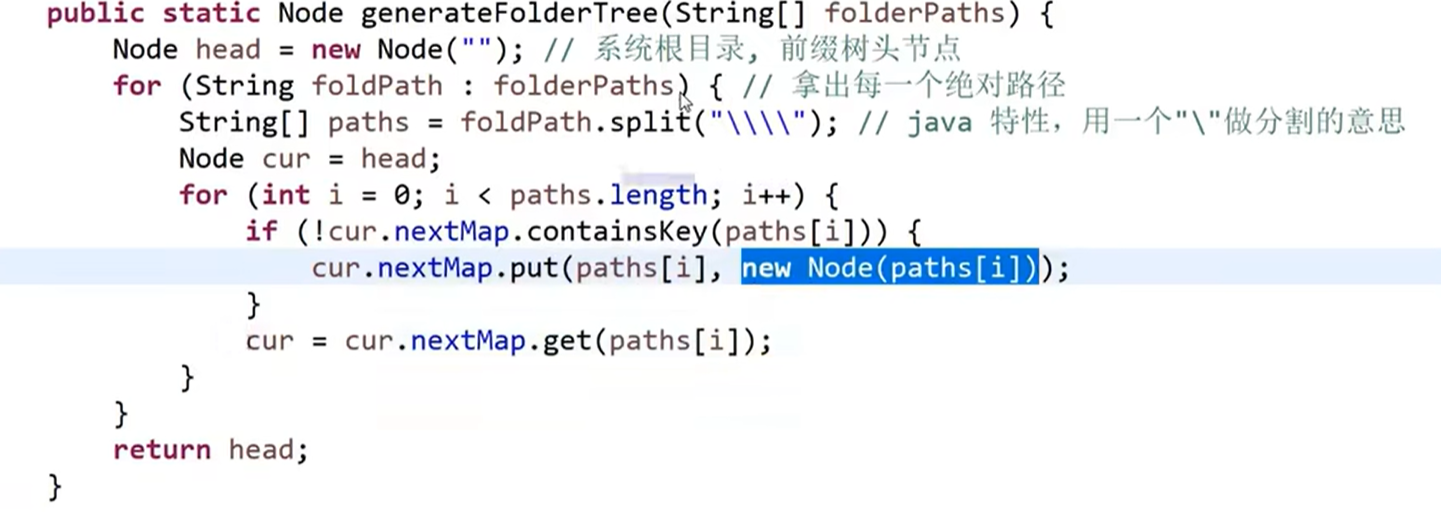 public static Node generateFolderTree(String[] folderPaths) {
Node head = new Node(""); // 系统根目录, 前缀树头节点
for (String foldPath : folderPaths) { // 拿出每一个绝对路径
String[] paths = foldPath.split("\\\\"); // java 特性，用一个"\"做分割的意思
Node cur = head;
for (int i = 0; i < paths.length; i++) {
if (!cur.nextMap.containsKey(paths[i])) {
cur.nextMap.put(paths[i], new Node(paths[i]));
}
cur = cur.nextMap.get(paths[i]);
}
}
return head;
}